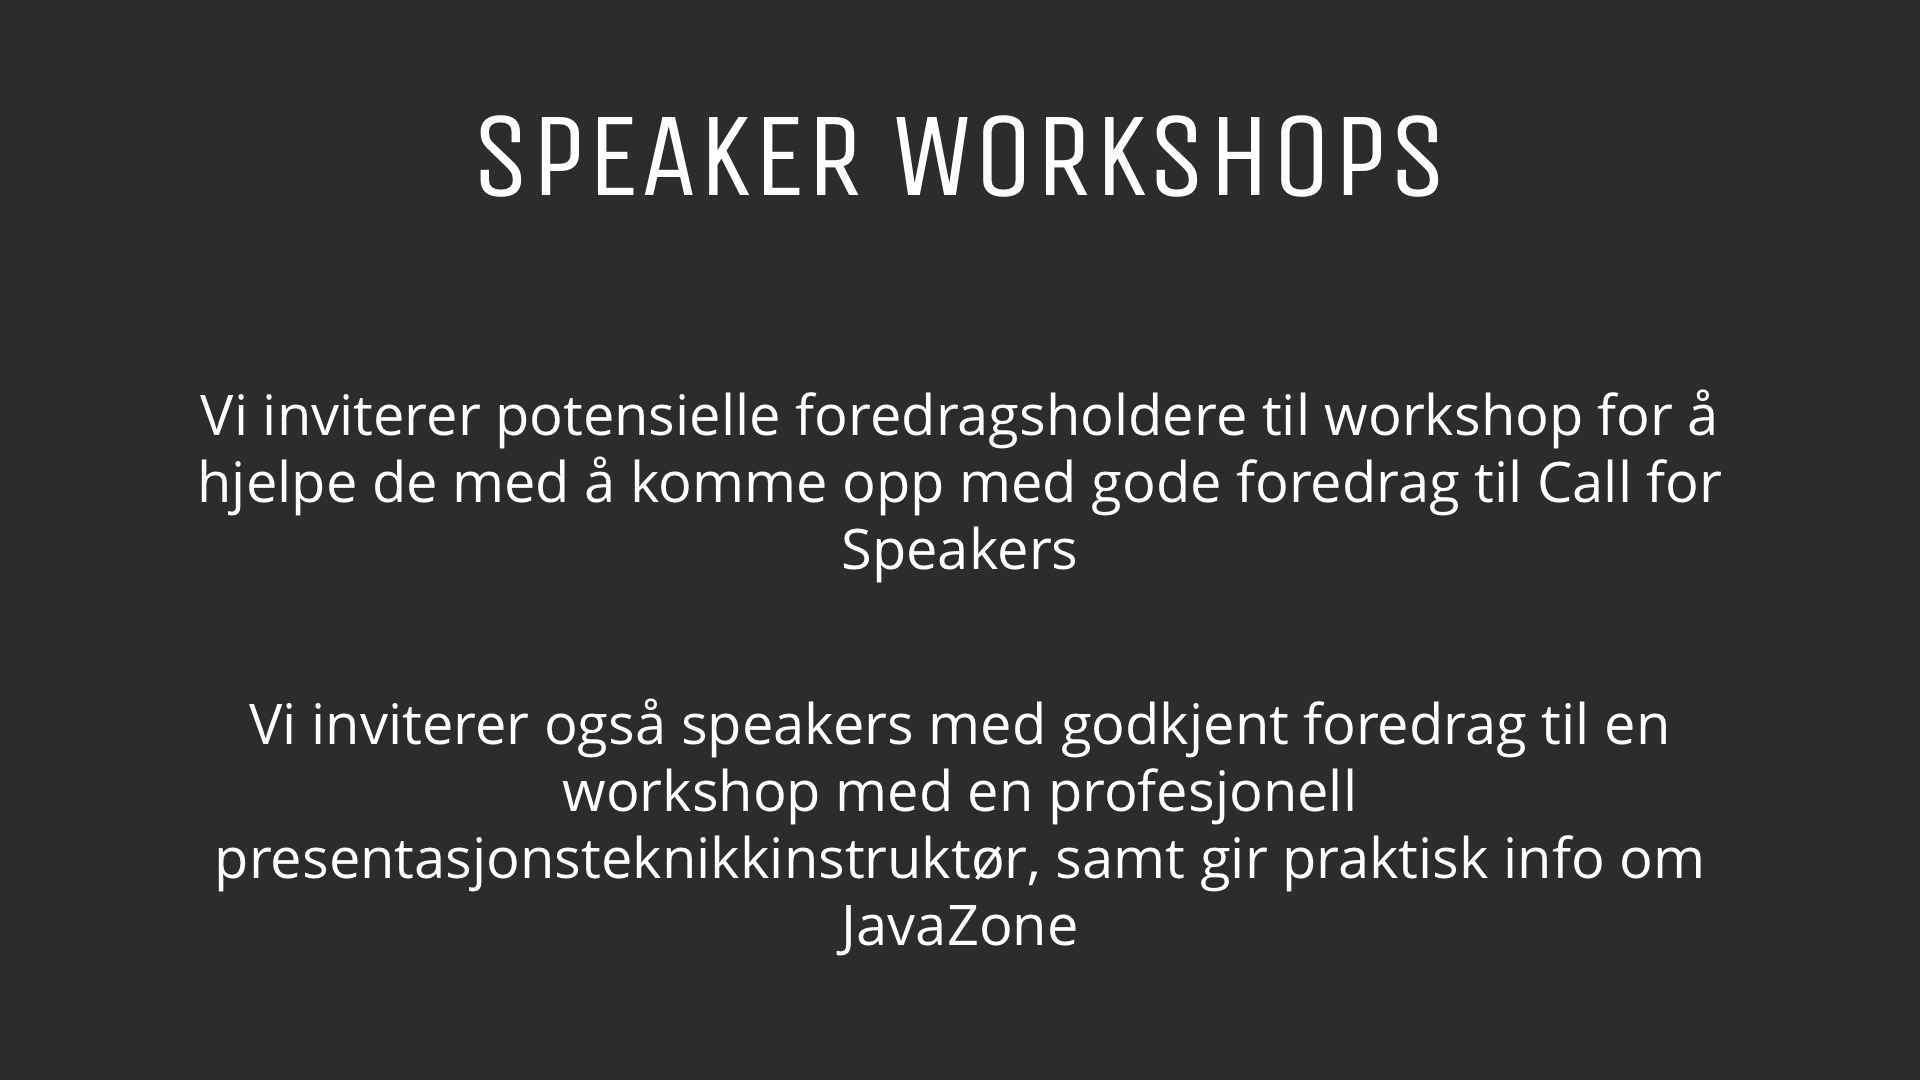 SPEAKER WORKSHOPS
Vi inviterer potensielle foredragsholdere til workshop for å
hjelpe de med å komme opp med gode foredrag til Call for
Speakers
Vi inviterer også speakers med godkjent foredrag til en
workshop med en profesjonell
presentasjonsteknikkinstruktør, samt gir praktisk info om
JavaZone